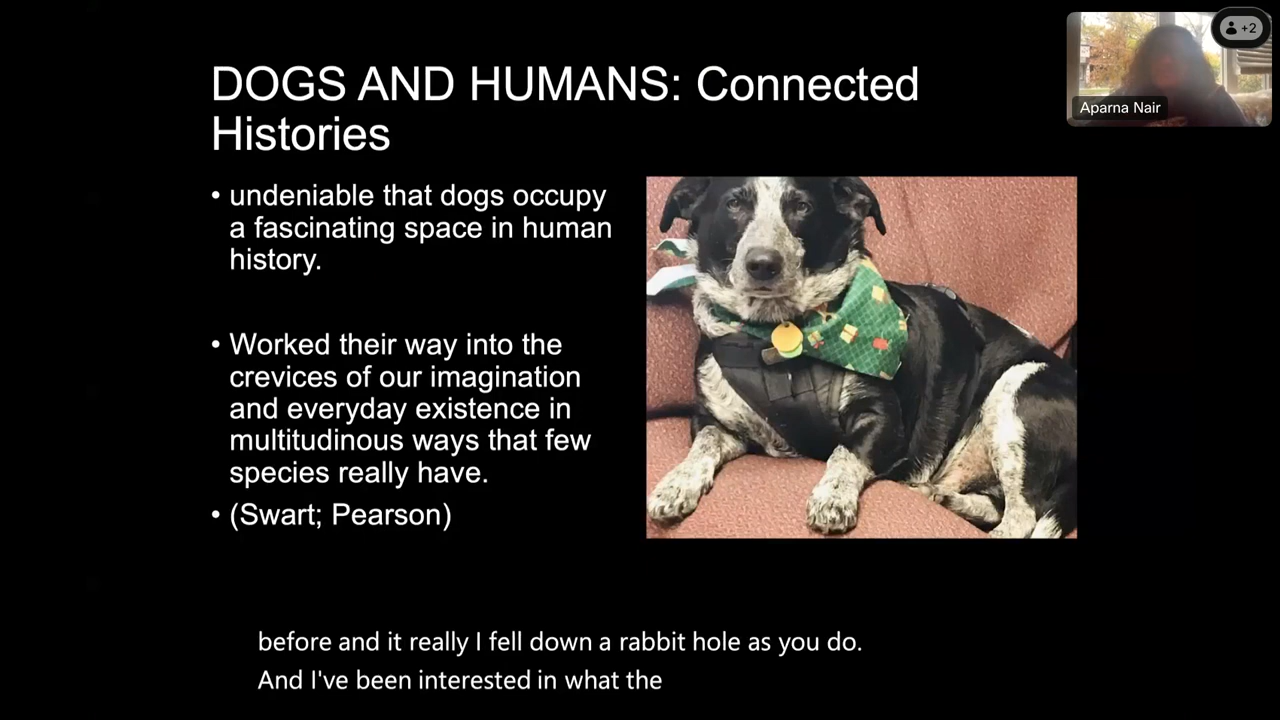 DOGS AND HUMANS: Connected
Histories
• undeniable that dogs occupy
a fascinating space in human
history.
• Worked their way into the
crevices of our imagination
and everyday existence in
multitudinous ways that few
species really have.
• (Swart; Pearson)
+2
Aparna Nair
before and it really I fell down a rabbit hole as you do.
And I've been interested in what the